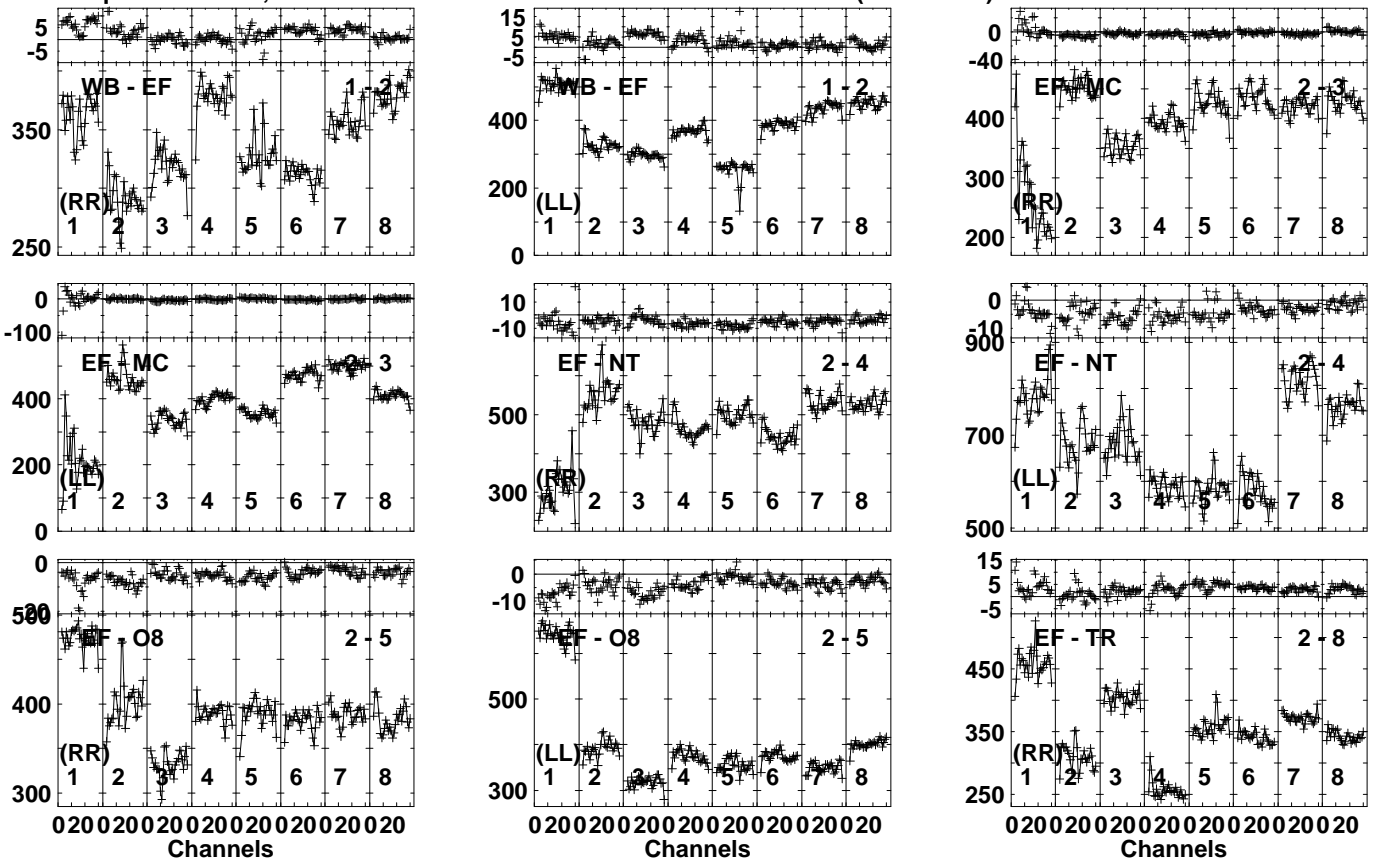 5 -5 WB - EF 1 - 2 350 (RR) 250 1 2 3 4 5 6 7 8
15 5 -5 WB - EF 1 - 2 400 200 0 (LL) 1 2 3 4 5 6 7 8
0 -40 EF - MC 2 - 3 400 300 200 (RR) 1 2 3 4 5 6 7 8
0 -100 EF - MC 2 - 3 400 200 0 (LL) 1 2 3 4 5 6 7 8
10 -10 EF - NT 2 - 4 500 300 (RR) 1 2 3 4 5 6 7 8
0 -10 900 EF - NT 2 - 4 700 500 (LL) 1 2 3 4 5 6 7 8
0 -20 500 EF - O8 2 - 5 400 300 (RR) 1 2 3 4 5 6 7 8
0 -10 EF - O8 2 - 5 500 300 (LL) 1 2 3 4 5 6 7 8
15 5 -5 EF - TR 2 - 8 450 350 250 (RR) 1 2 3 4 5 6 7 8
0 20 0 20 0 20 0 20 0 20 0 20 0 20 0 20
Channels
0 20 0 20 0 20 0 20 0 20 0 20 0 20 0 20
Channels
0 20 0 20 0 20 0 20 0 20 0 20 0 20 0 20
Channels